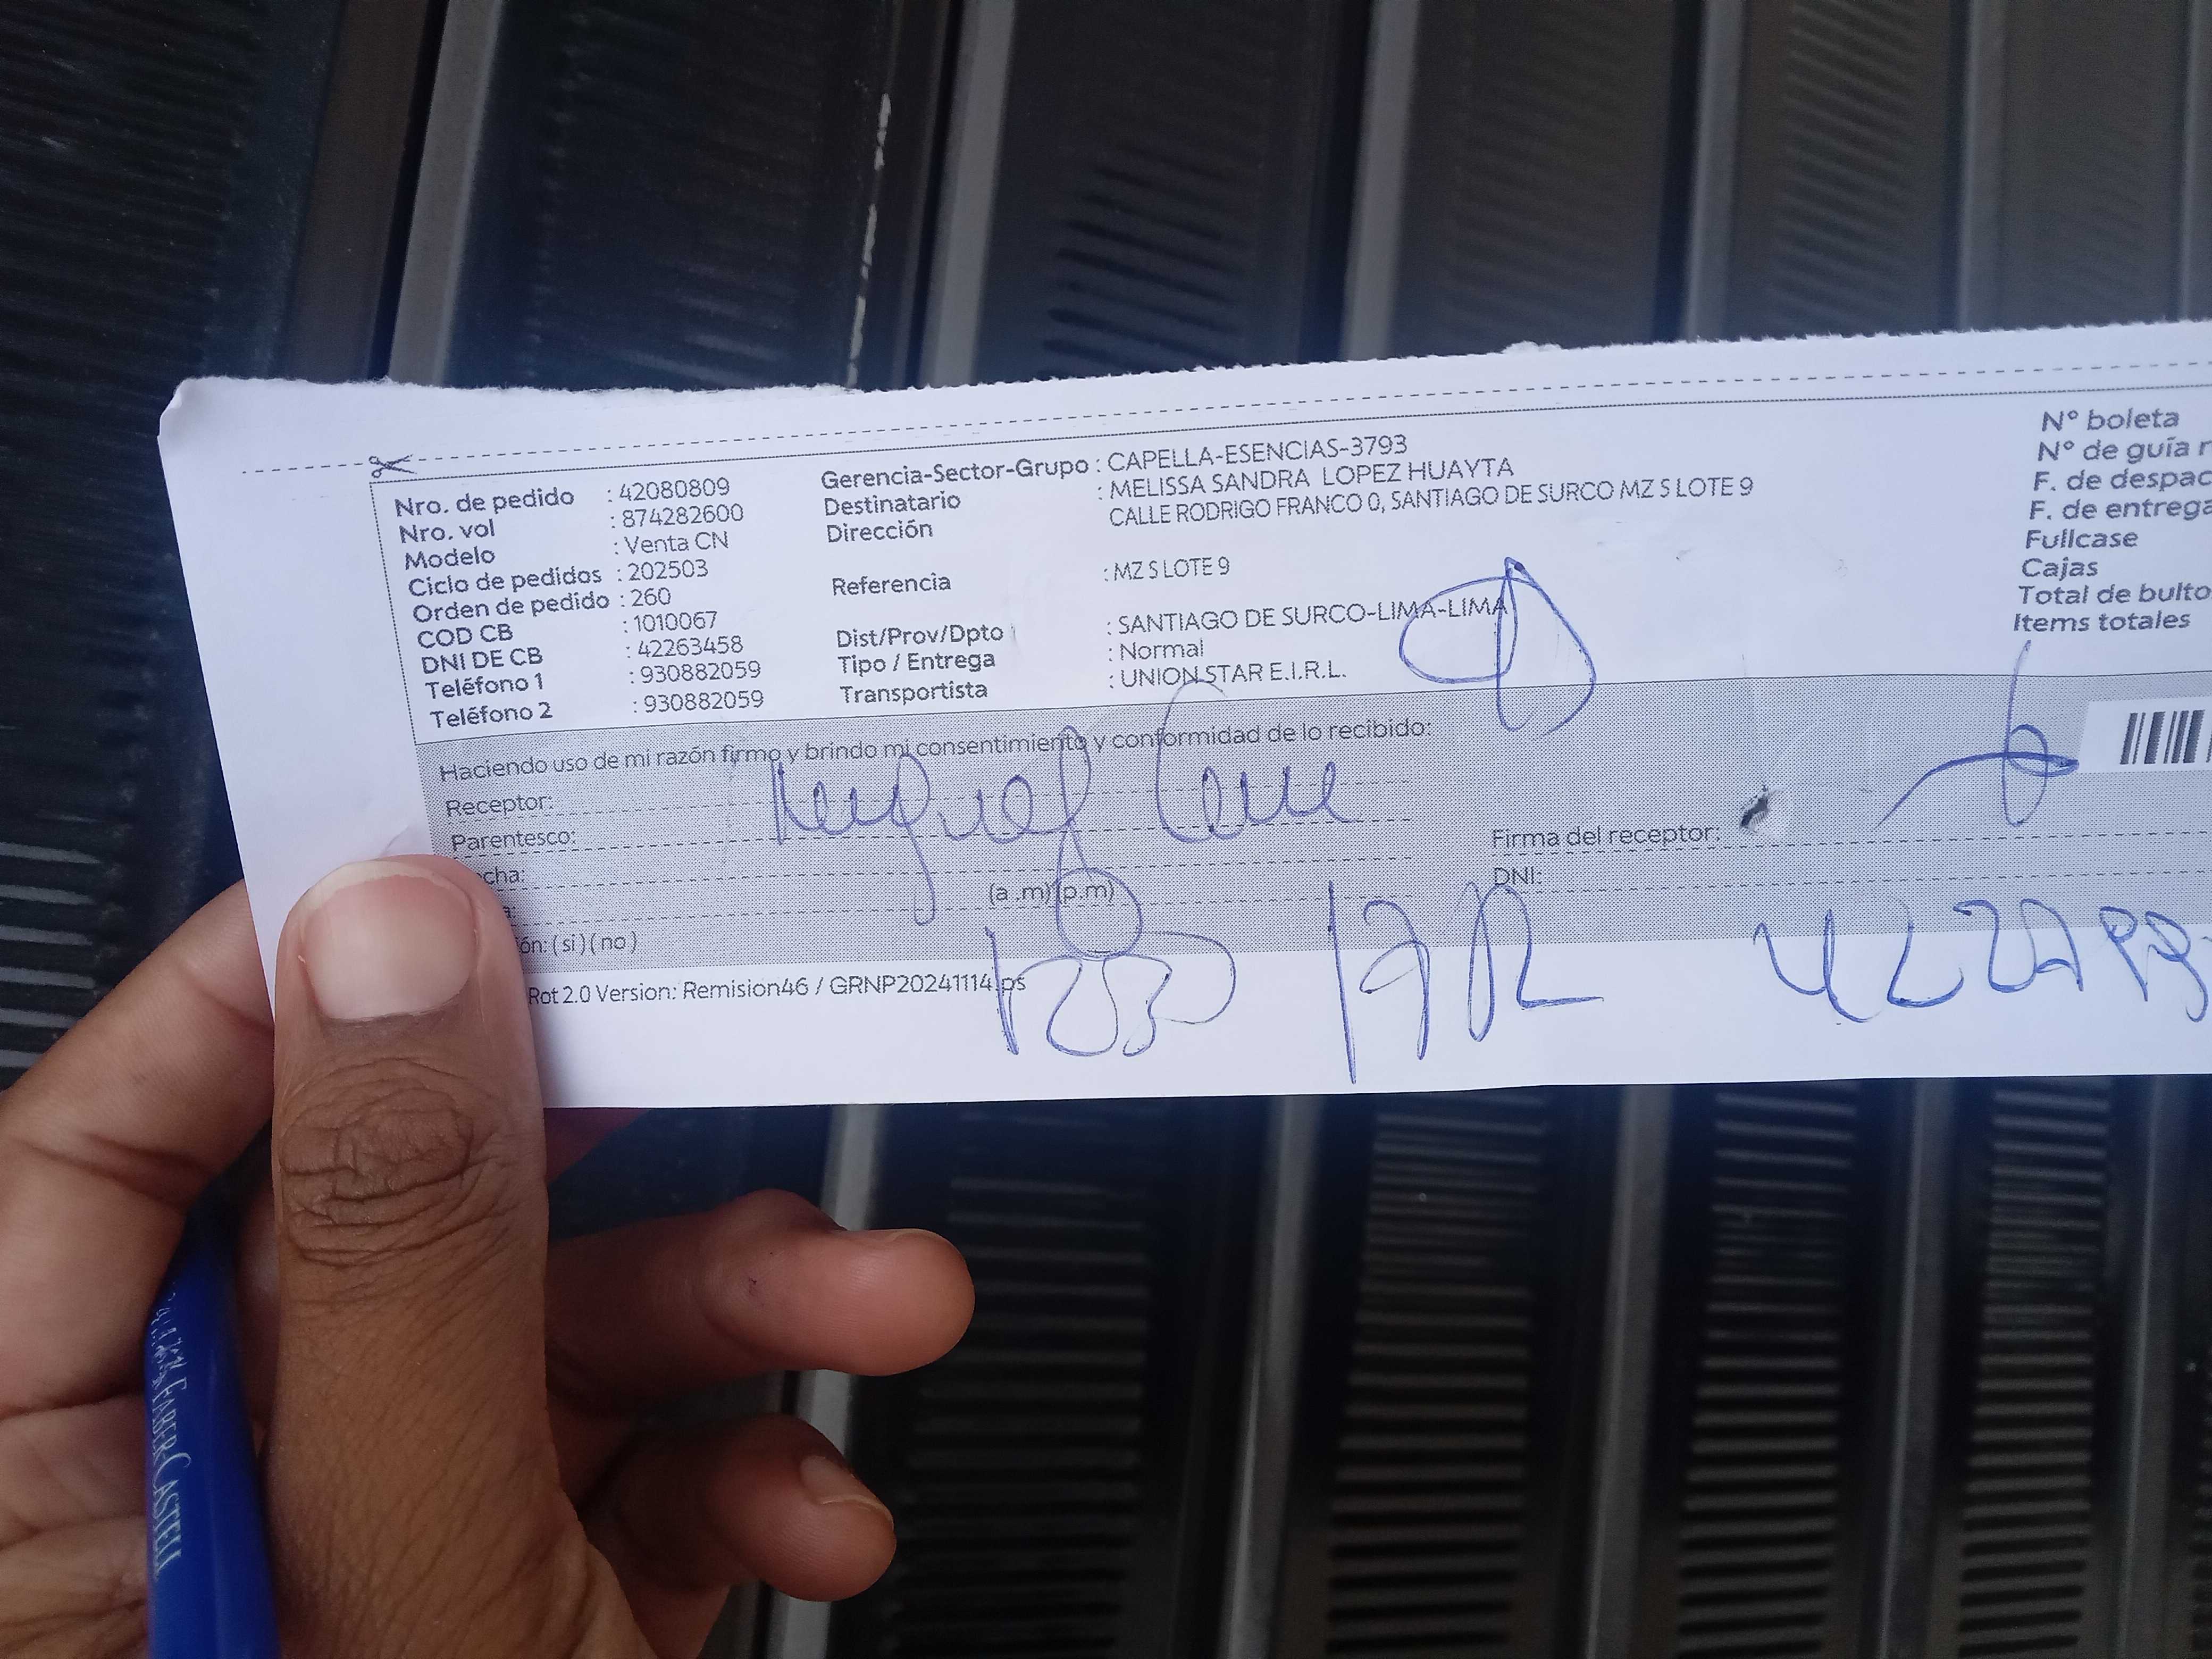 Nro. de pedido : 42080809
Nro. vol : 874282600
Modelo : Venta CN
Ciclo de pedidos : 202503
Orden de pedido : 260
COD CB : 1010067
DNI DE CB : 42263458
Teléfono 1 : 930882059
Teléfono 2 : 930882059
Gerencia-Sector-Grupo : CAPELLA-ESENCIAS-3793
Destinatario : MELISSA SANDRA LOPEZ HUAYTA
Dirección CALLE RODRIGO FRANCO 0, SANTIAGO DE SURCO MZ S LOTE 9
Referencia : MZ S LOTE 9
Dist/Prov/Dpto : SANTIAGO DE SURCO-LIMA-LIMA
Tipo / Entrega : Normal
Transportista : UNION STAR E.I.R.L.
N° boleta
N° de guía r
F. de despac
F. de entrega
Fullcase
Cajas
Total de bulto
Items totales
Haciendo uso de mi razón firmo y brindo mi consentimiento y conformidad de lo recibido:
Receptor:
Parentesco:
cha:
a: (a .m) (p.m)
ón: ( si ) ( no )
Firma del receptor:
DNI:
Rot 2.0 Version: Remision46 / GRNP20241114.ps
FABER-CASTELL